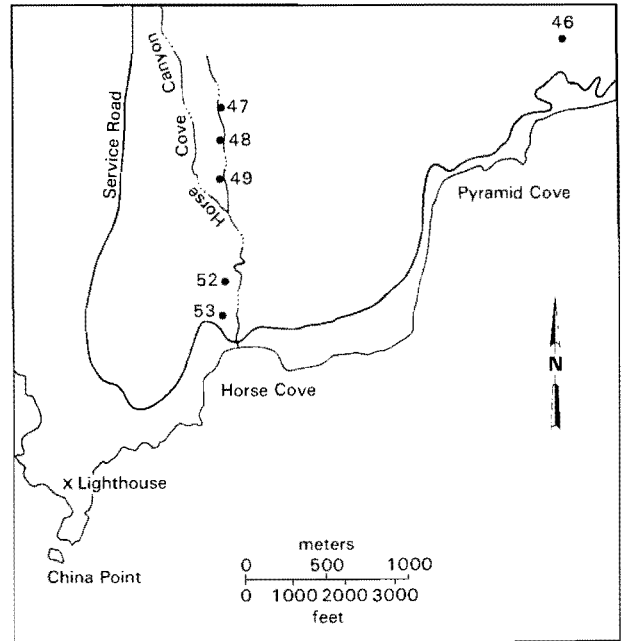 46
Canyon
Service Road
47
Cove
48
49
Horse
Pyramid Cove
52
53
N
Horse Cove
x Lighthouse
meters
0 500 1000
0 1000 2000 3000
feet
China Point